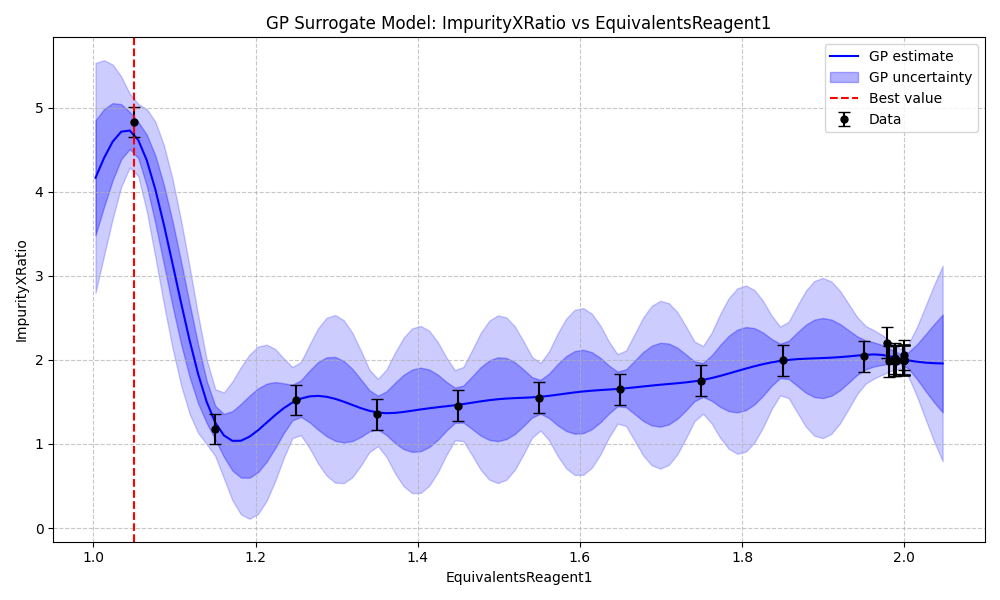 GP Surrogate Model: ImpurityXRatio vs EquivalentsReagent1
GP estimate
GP uncertainty
Best value
Data
ImpurityXRatio
5
4
3
2
1
0
1.0 1.2 1.4 1.6 1.8 2.0
EquivalentsReagent1